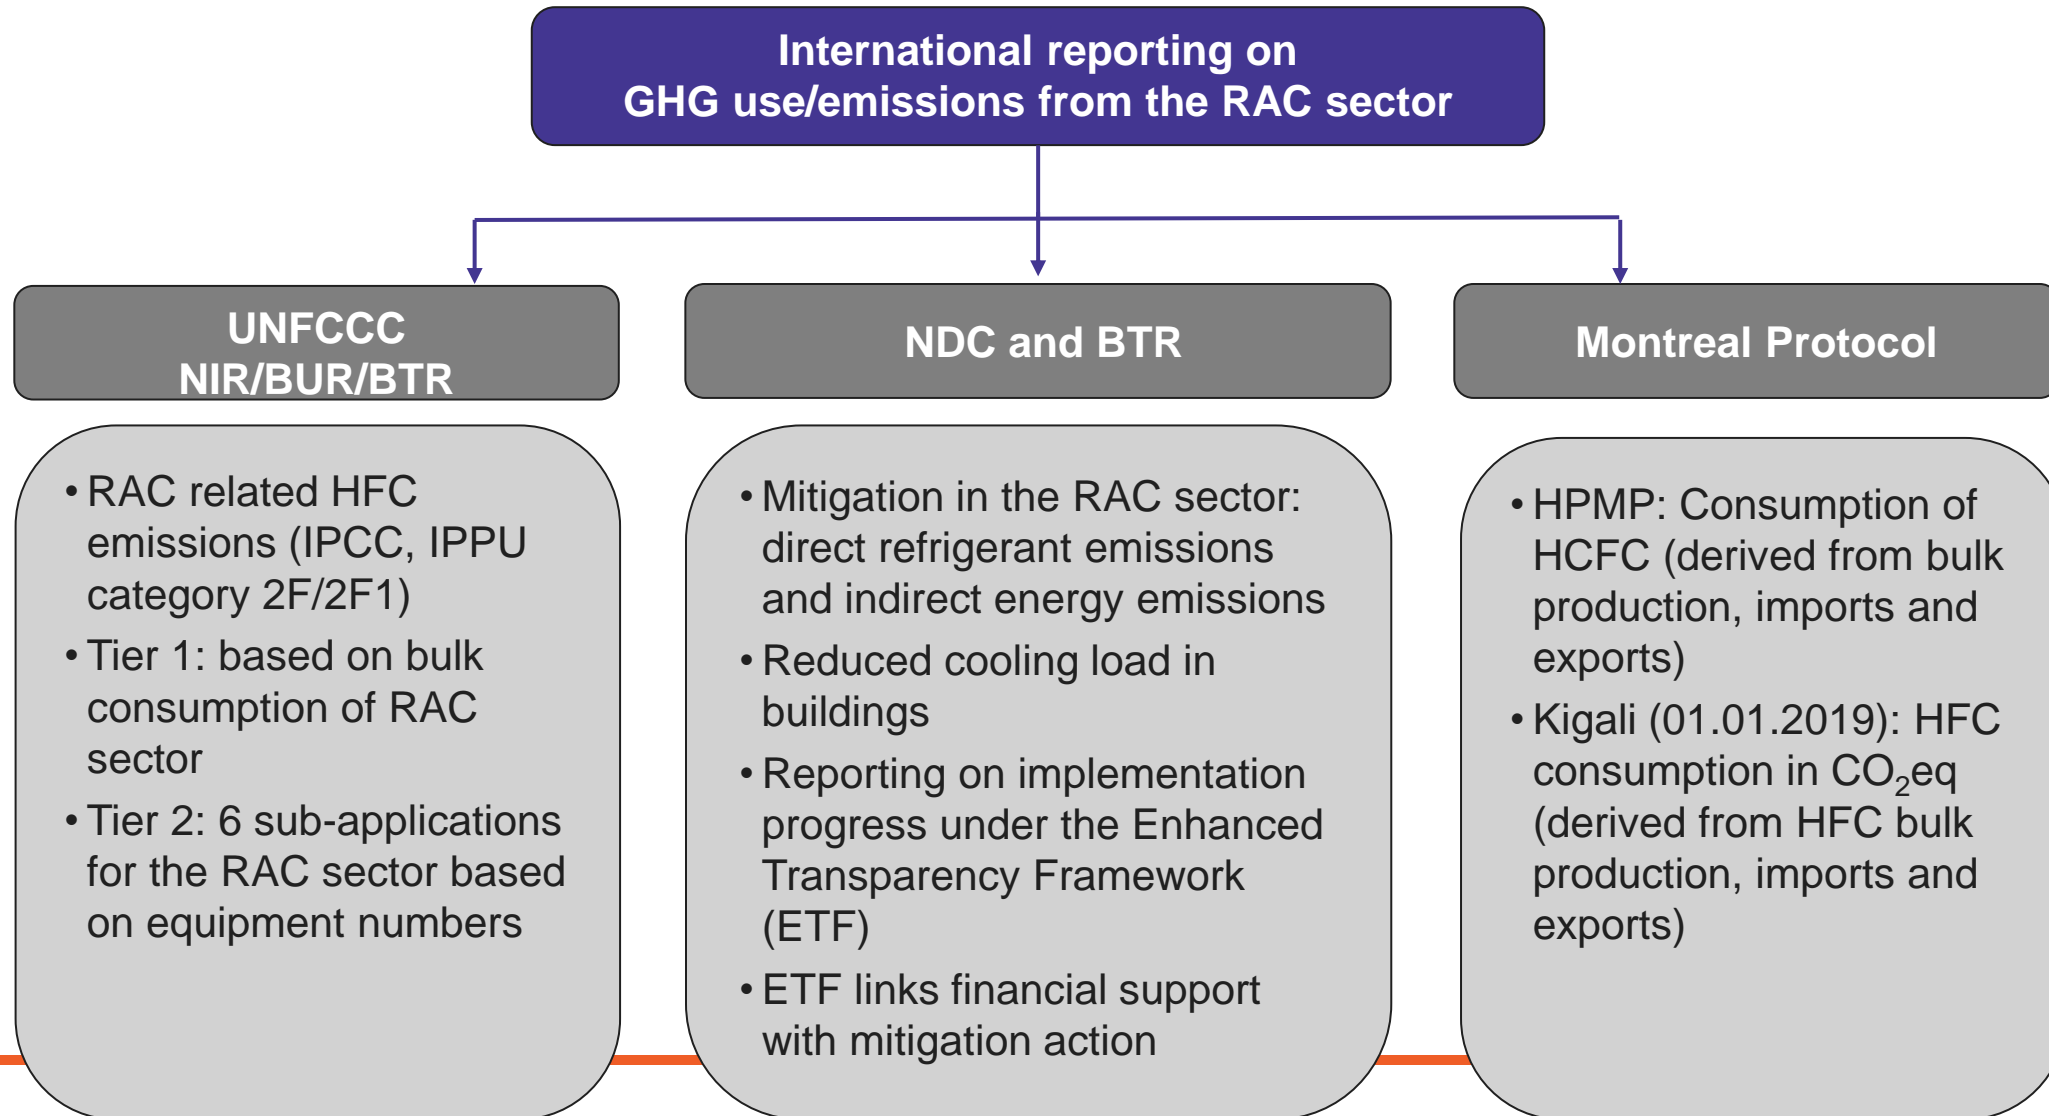 International reporting on
GHG use/emissions from the RAC sector
UNFCCC
NIR/BUR/BTR
• RAC related HFC
emissions (IPCC, IPPU
category 2F/2F1)
• Tier 1: based on bulk
consumption of RAC
sector
• Tier 2: 6 sub-applications
for the RAC sector based
on equipment numbers
NDC and BTR
• Mitigation in the RAC sector:
direct refrigerant emissions
and indirect energy emissions
• Reduced cooling load in
buildings
• Reporting on implementation
progress under the Enhanced
Transparency Framework
(ETF)
• ETF links financial support
with mitigation action
Montreal Protocol
• HPMP: Consumption of
HCFC (derived from bulk
production, imports and
exports)
• Kigali (01.01.2019): HFC
consumption in CO₂eq
(derived from HFC bulk
production, imports and
exports)